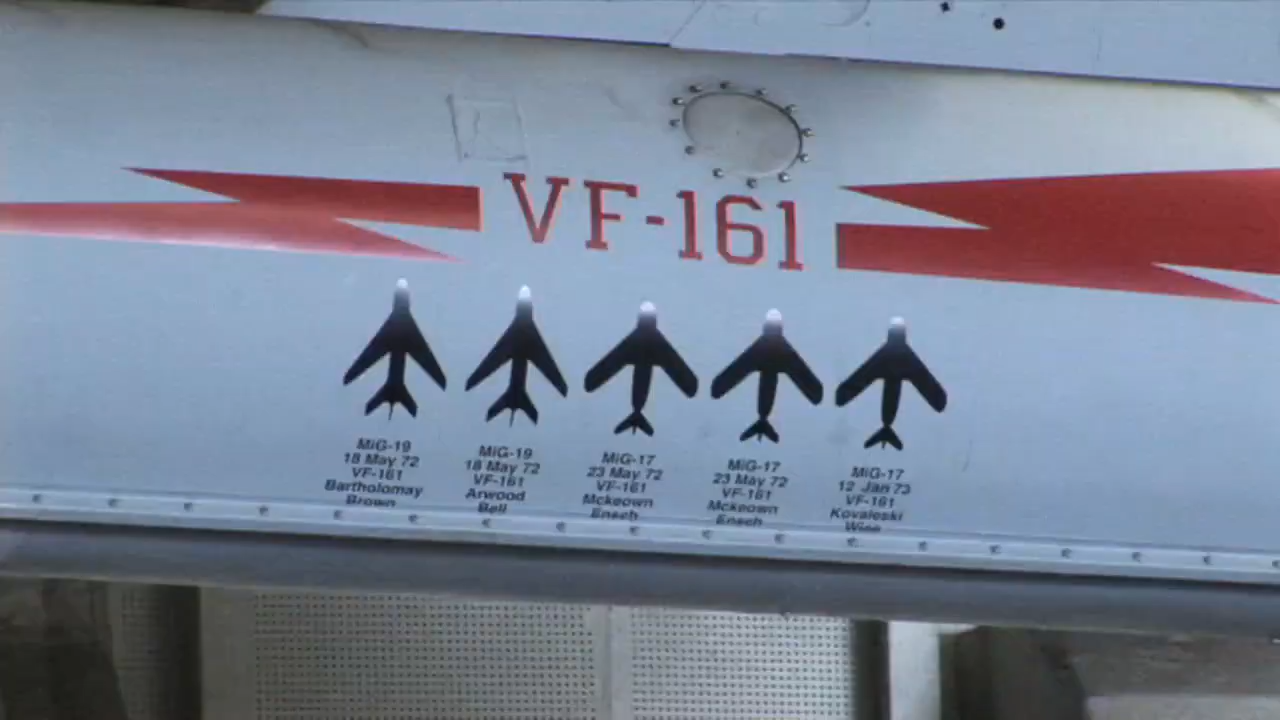 VF-161
MiG-19
18 May 72
VF-161
Bartholomay
Brown
MiG-19
18 May 72
VF-161
Arwood
Bell
MiG-17
23 May 72
VF-161
Mckeown
Ensch
MiG-17
23 May 72
VF-161
Mckeown
Ensch
MiG-17
12 Jan 73
VF-161
Kovaleski
Wise